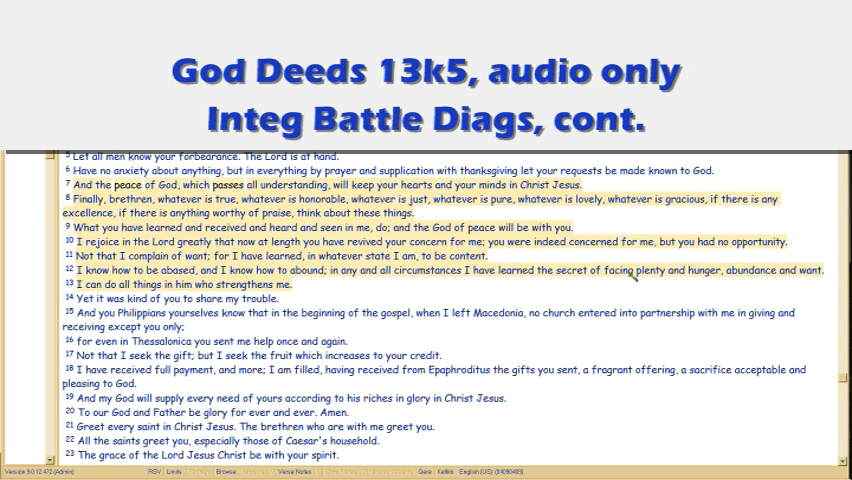 God Deeds 13k5, audio only
Integ Battle Diags, cont.
5 Let all men know your forbearance. The Lord is at hand.
6 Have no anxiety about anything, but in everything by prayer and supplication with thanksgiving let your requests be made known to God.
7 And the peace of God, which passes all understanding, will keep your hearts and your minds in Christ Jesus.
8 Finally, brethren, whatever is true, whatever is honorable, whatever is just, whatever is pure, whatever is lovely, whatever is gracious, if there is any
excellence, if there is anything worthy of praise, think about these things.
9 What you have learned and received and heard and seen in me, do; and the God of peace will be with you.
10 I rejoice in the Lord greatly that now at length you have revived your concern for me; you were indeed concerned for me, but you had no opportunity.
11 Not that I complain of want; for I have learned, in whatever state I am, to be content.
12 I know how to be abased, and I know how to abound; in any and all circumstances I have learned the secret of facing plenty and hunger, abundance and want.
13 I can do all things in him who strengthens me.
14 Yet it was kind of you to share my trouble.
15 And you Philippians yourselves know that in the beginning of the gospel, when I left Macedonia, no church entered into partnership with me in giving and
receiving except you only;
16 for even in Thessalonica you sent me help once and again.
17 Not that I seek the gift; but I seek the fruit which increases to your credit.
18 I have received full payment, and more; I am filled, having received from Epaphroditus the gifts you sent, a fragrant offering, a sacrifice acceptable and
pleasing to God.
19 And my God will supply every need of yours according to his riches in glory in Christ Jesus.
20 To our God and Father be glory for ever and ever. Amen.
21 Greet every saint in Christ Jesus. The brethren who are with me greet you.
22 All the saints greet you, especially those of Caesar's household.
23 The grace of the Lord Jesus Christ be with your spirit.
Version 9.0.12.472 (Admin) RSV Limits Browse Verse Notes Gere Kethib English (US) (04090409)